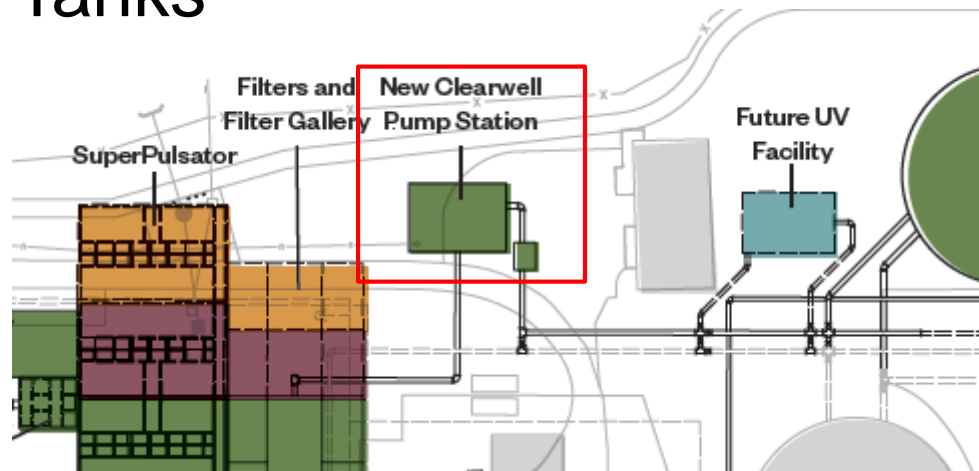 Tanks
Filters and
Filter Gallery
New Clearwell
Pump Station
Future UV
Facility
SuperPulsator